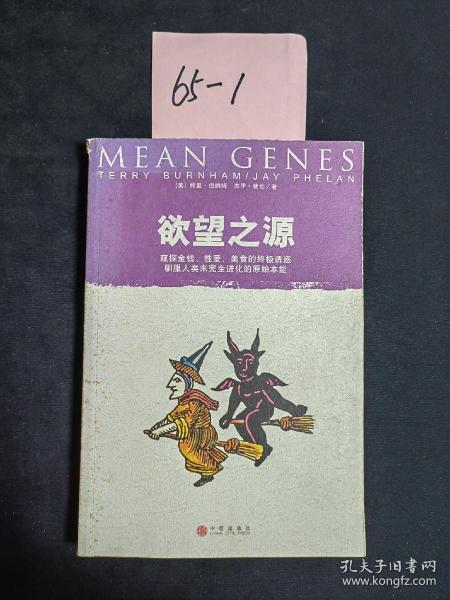 65-1
MEAN GENES
TERRY BURNHAM/JAY PHELAN
[美] 特里·伯纳姆 杰伊·费伦/著
欲望之源
窥探金钱、性爱、美食的终极诱惑
驯服人类未完全进化的原始本能
中信出版社
CHINA CITIC PRESS
孔夫子旧书网
www.kongfz.com